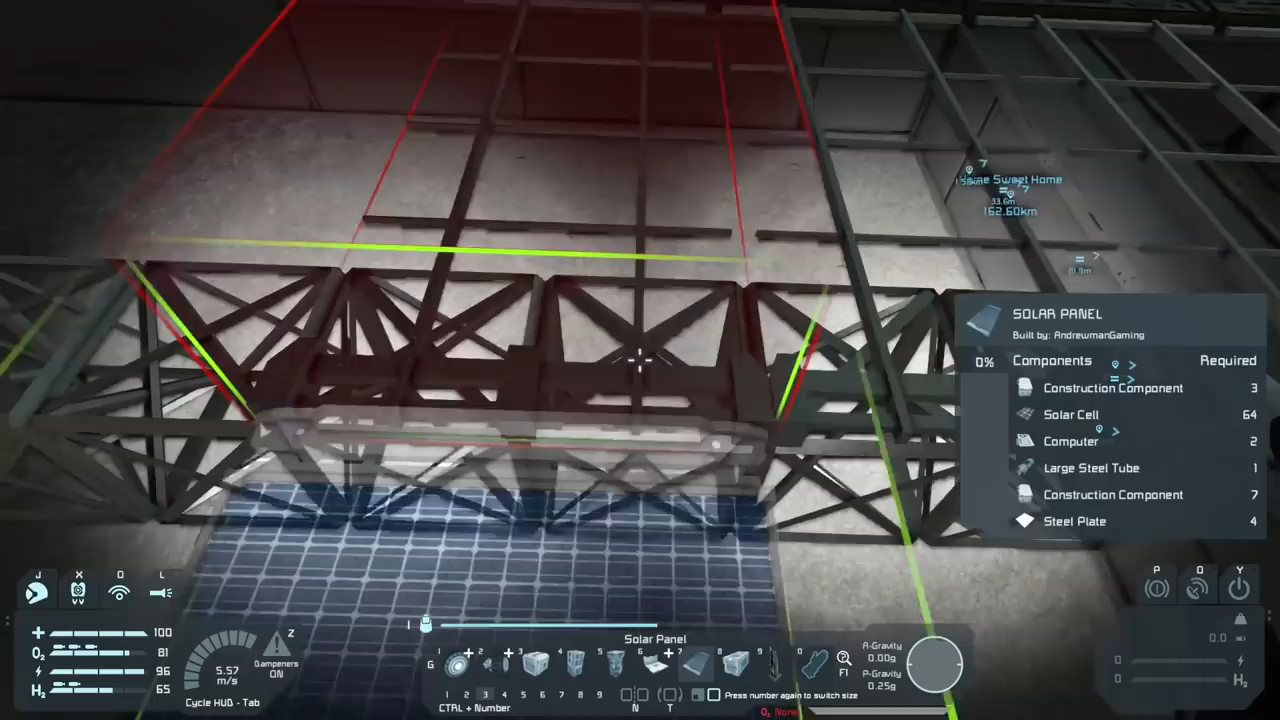 Home Sweet Home
33.6m
162.60km
81.9m
SOLAR PANEL
Built by: AndrewmanGaming
0% Components Required
Construction Component 3
Solar Cell 64
Computer 2
Large Steel Tube 1
Construction Component 7
Steel Plate 4
J X O L
P O Y
100
O₂ 81
96
H₂ 65
5.57
m/s
Z
Dampeners
ON
Cycle HUD - Tab
I
Solar Panel
G 1 2 3 4 5 6 7 8 9 0
F1
1 2 3 4 5 6 7 8 9
CTRL + Number
N T
Press number again to switch size
O₂ None
A-Gravity
0.00g
P-Gravity
0.25g
0.0
0
0 H₂